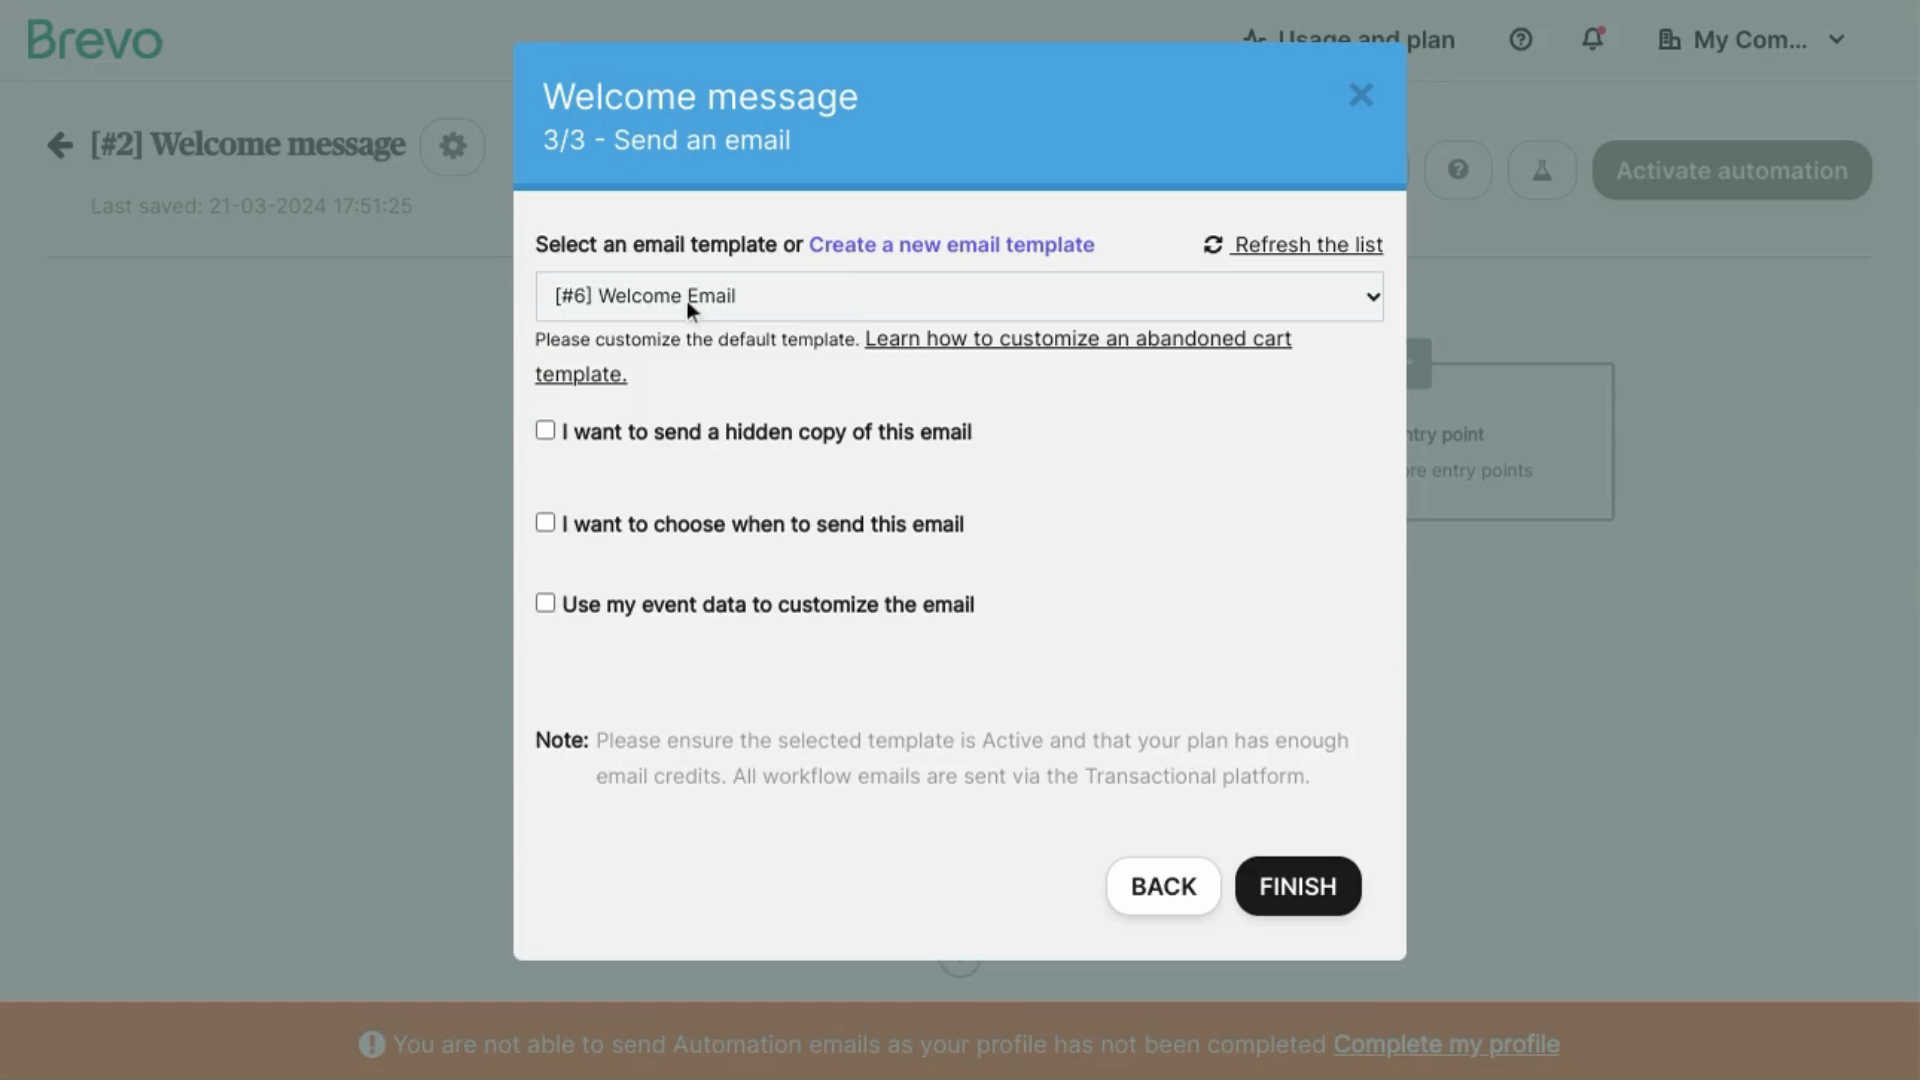 Brevo
Usage and plan
My Com...
[#2] Welcome message
Last saved: 21-03-2024 17:51:25
Activate automation
Welcome message
3/3 - Send an email
Select an email template or Create a new email template
Refresh the list
[#6] Welcome Email
Please customize the default template. Learn how to customize an abandoned cart
template.
I want to send a hidden copy of this email
ntry point
re entry points
I want to choose when to send this email
Use my event data to customize the email
Note: Please ensure the selected template is Active and that your plan has enough
email credits. All workflow emails are sent via the Transactional platform.
BACK
FINISH
You are not able to send Automation emails as your profile has not been completed Complete my profile